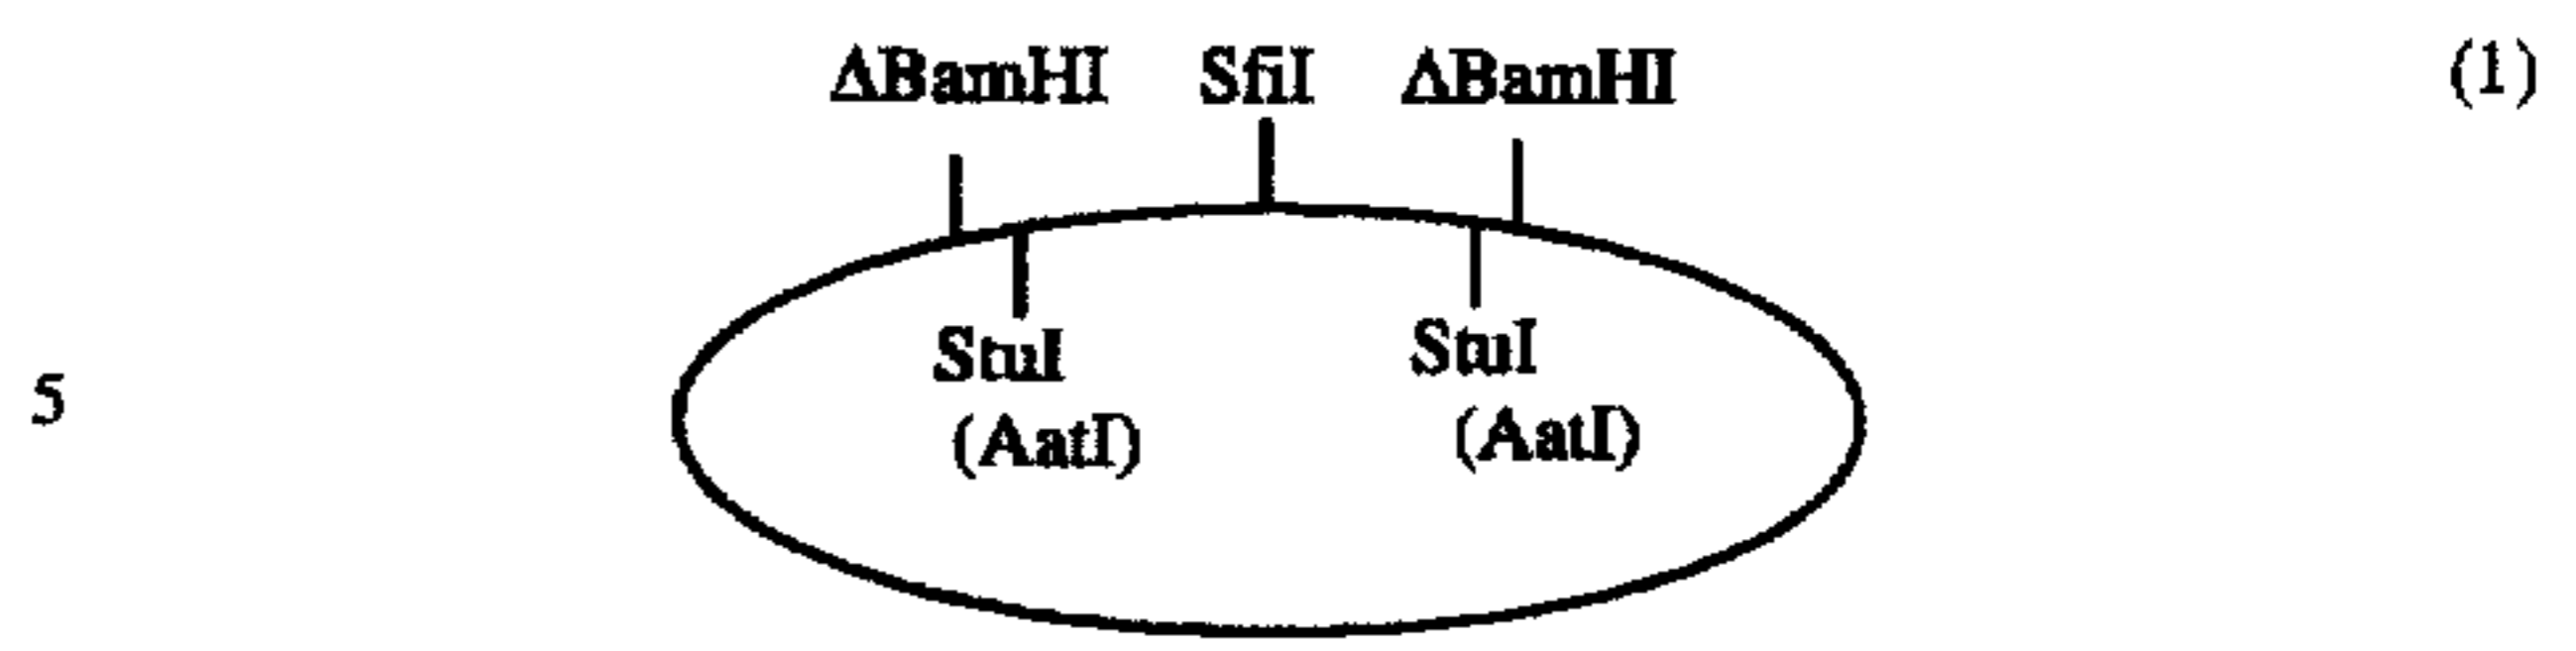 ΔBamHI SfiI ΔBamHI (1)
StuI StuI
5
(AatI) (AatI)